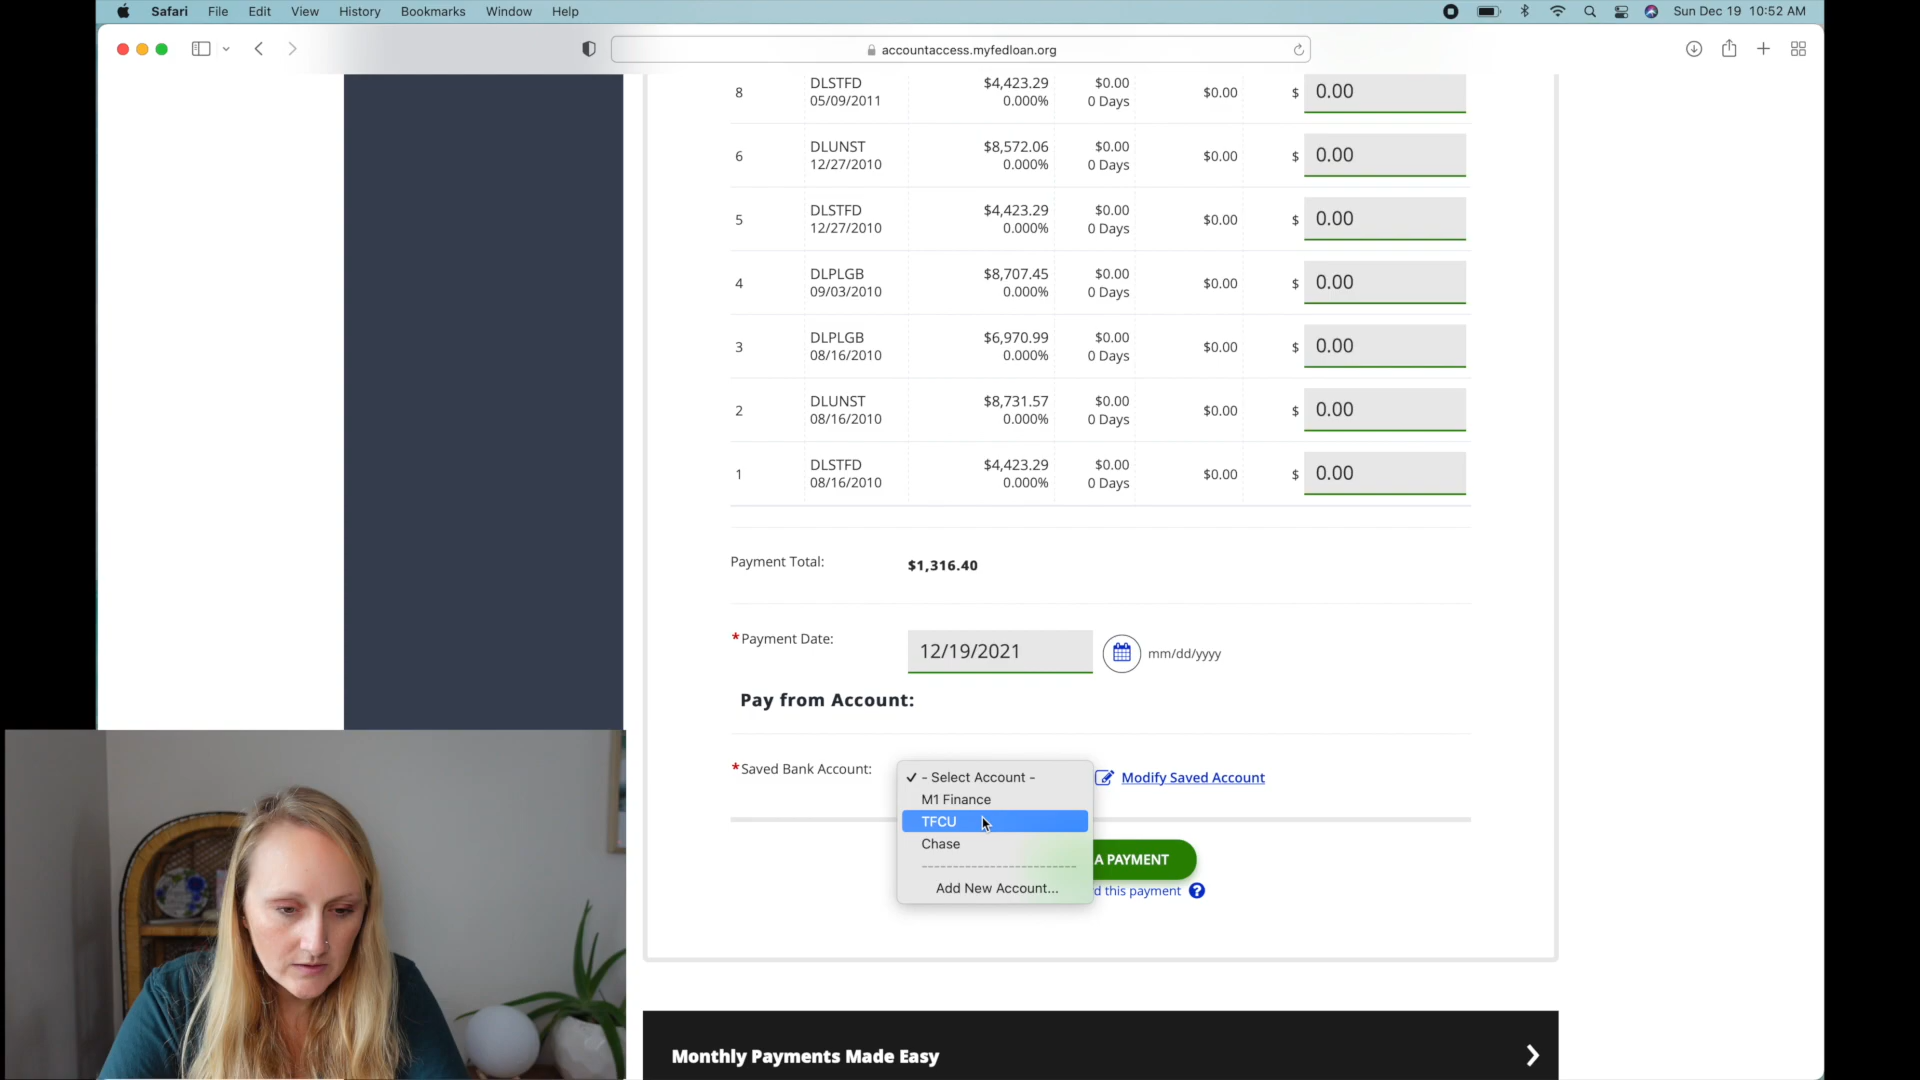 Safari File Edit View History Bookmarks Window Help Sun Dec 19 10:52 AM
accountaccess.myfedloan.org
8 DLSTFD 05/09/2011 $4,423.29 0.000% $0.00 0 Days $0.00 $ 0.00
6 DLUNST 12/27/2010 $8,572.06 0.000% $0.00 0 Days $0.00 $ 0.00
5 DLSTFD 12/27/2010 $4,423.29 0.000% $0.00 0 Days $0.00 $ 0.00
4 DLPLGB 09/03/2010 $8,707.45 0.000% $0.00 0 Days $0.00 $ 0.00
3 DLPLGB 08/16/2010 $6,970.99 0.000% $0.00 0 Days $0.00 $ 0.00
2 DLUNST 08/16/2010 $8,731.57 0.000% $0.00 0 Days $0.00 $ 0.00
1 DLSTFD 08/16/2010 $4,423.29 0.000% $0.00 0 Days $0.00 $ 0.00
Payment Total: $1,316.40
*Payment Date: 12/19/2021 mm/dd/yyyy
Pay from Account:
*Saved Bank Account: ✓ - Select Account - Modify Saved Account
M1 Finance
TFCU
Chase
A PAYMENT
--------------------------
Add New Account... d this payment ?
Monthly Payments Made Easy